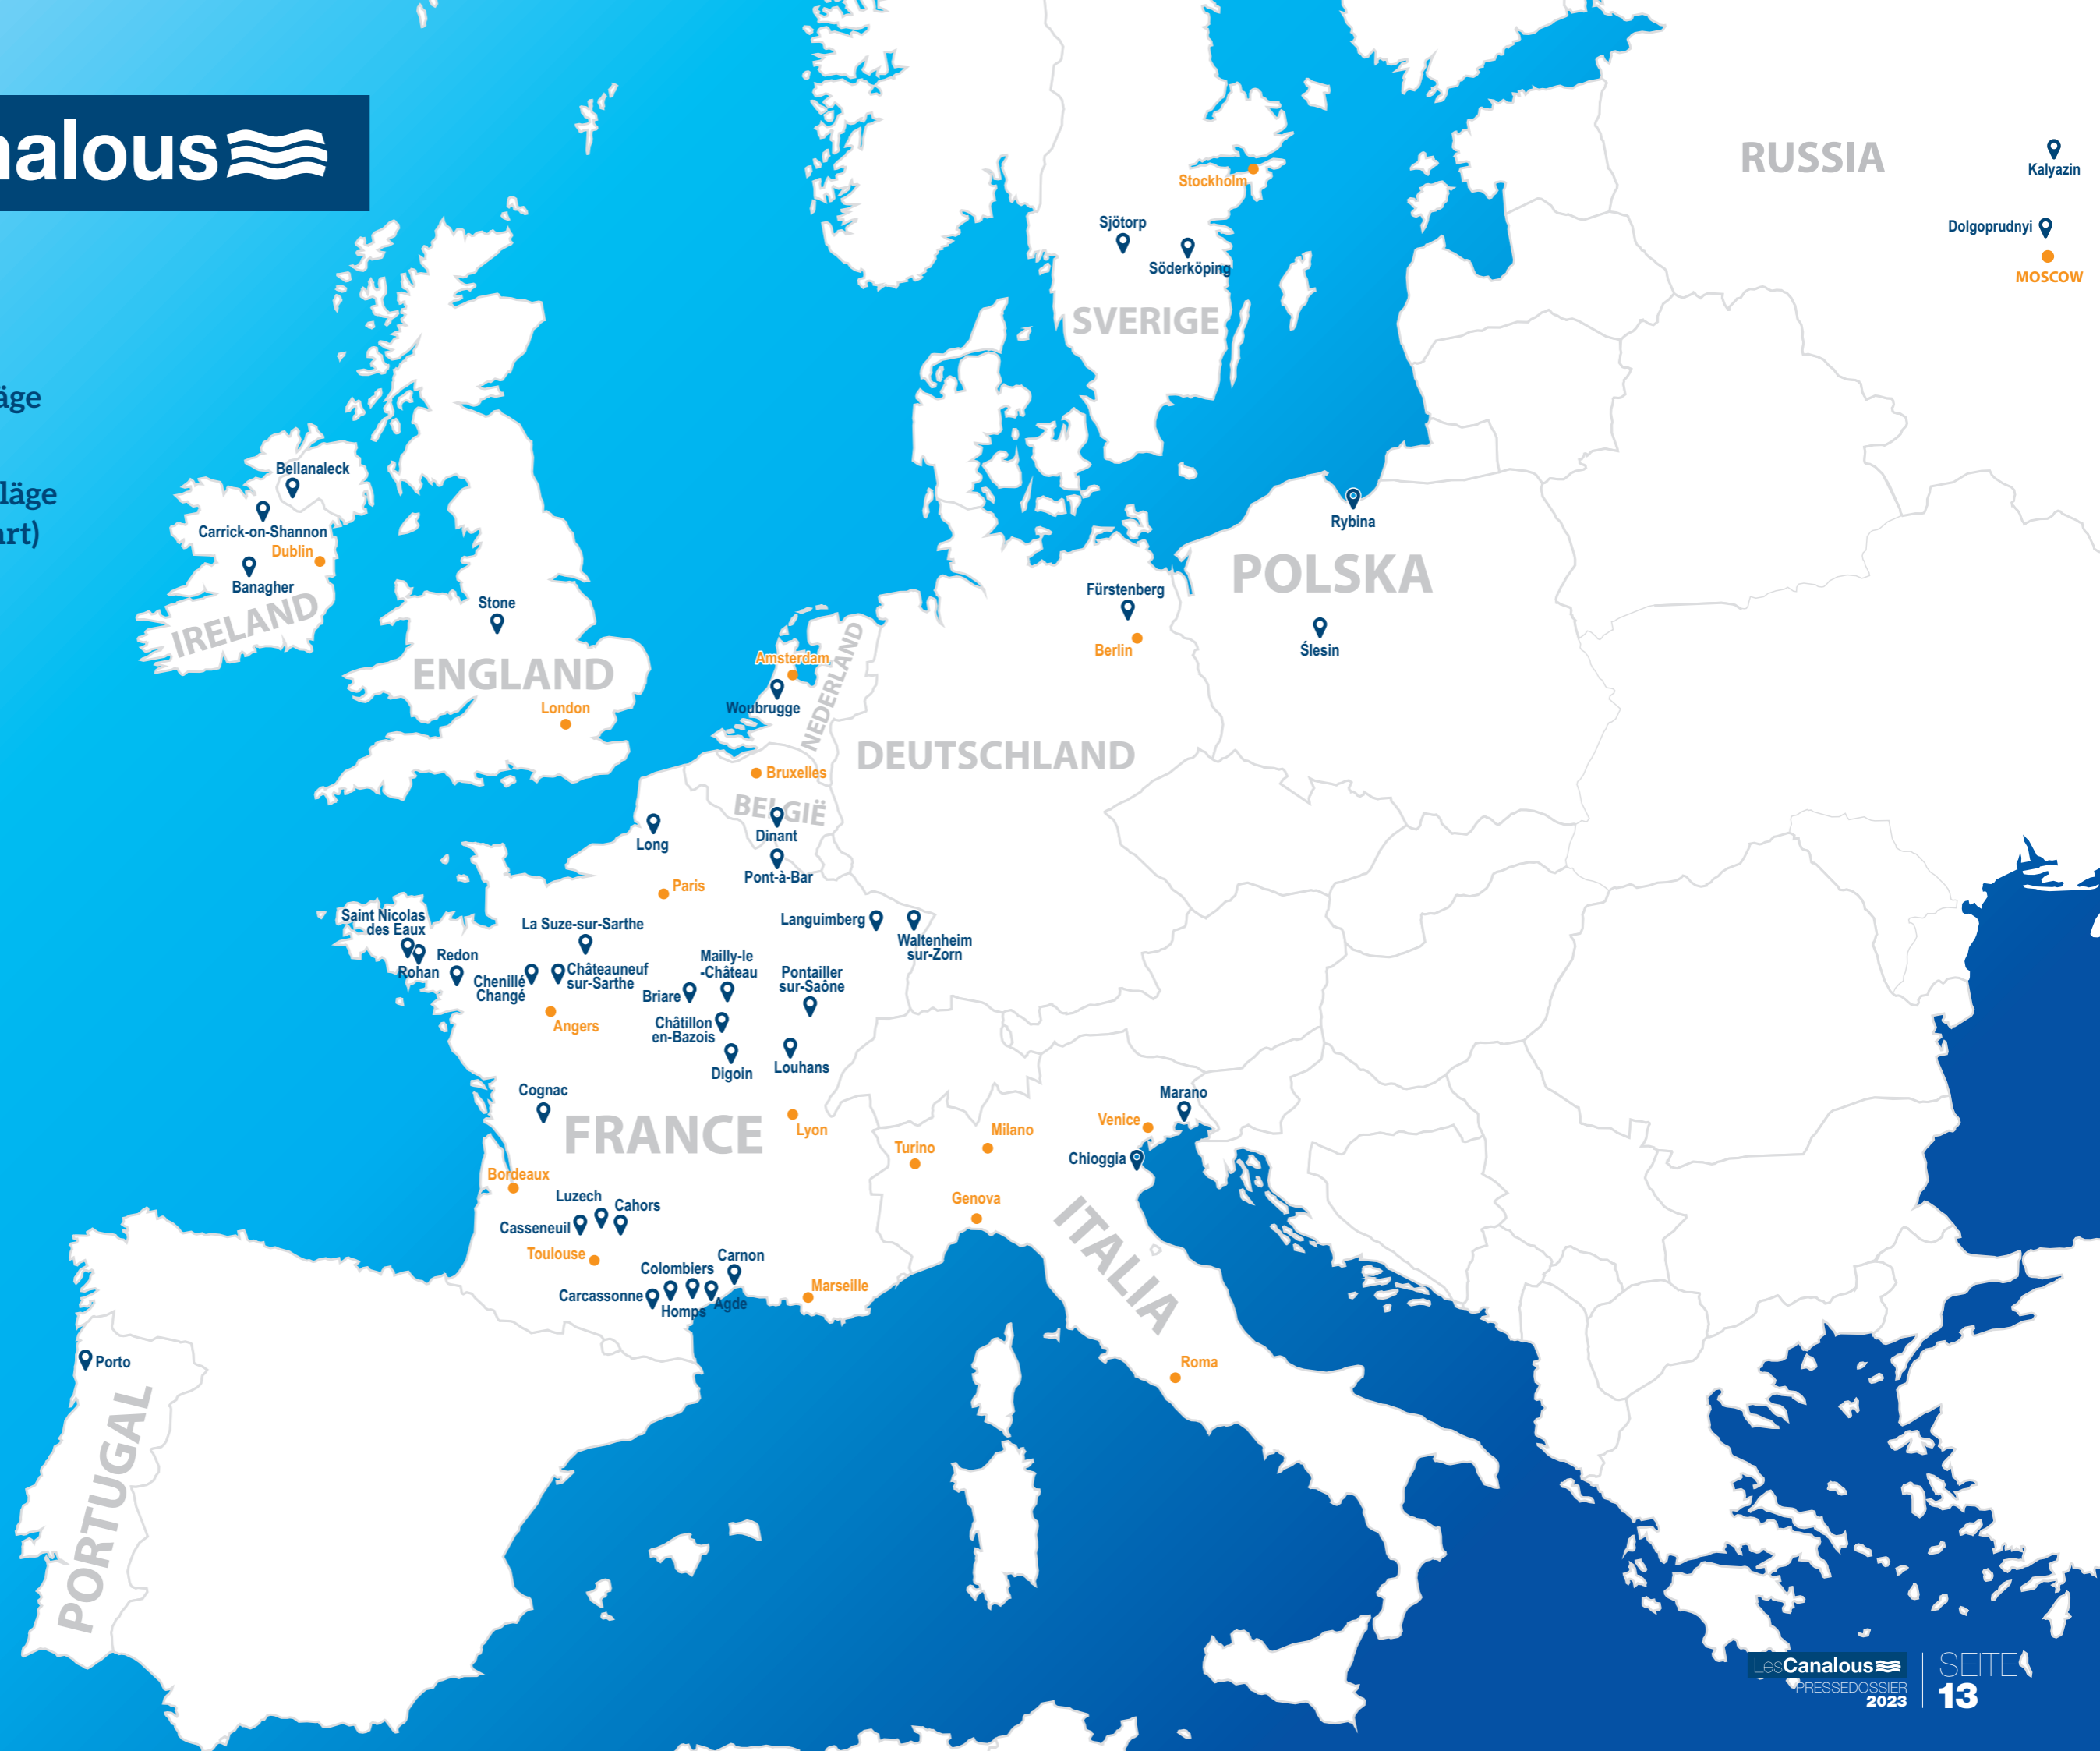 nalous
äge
läge
art)
RUSSIA
Kalyazin
Dolgoprudnyi
MOSCOW
Stockholm
Sjötorp
Söderköping
SVERIGE
Bellanaleck
Carrick-on-Shannon
Dublin
Banagher
IRELAND
Stone
ENGLAND
London
Rybina
POLSKA
Ślesin
Fürstenberg
Berlin
Amsterdam
Woubrugge
NEDERLAND
DEUTSCHLAND
Bruxelles
BELGIË
Dinant
Pont-à-Bar
Long
Paris
Languimberg
Waltenheim
sur-Zorn
Saint Nicolas
des Eaux
Rohan
Redon
La Suze-sur-Sarthe
Chenillé
Changé
Châteauneuf
sur-Sarthe
Angers
Mailly-le
-Château
Briare
Pontailler
sur-Saône
Châtillon
en-Bazois
Digoin
Louhans
Cognac
FRANCE
Lyon
Bordeaux
Luzech
Cahors
Casseneuil
Toulouse
Carnon
Colombiers
Carcassonne
Homps
Agde
Marseille
Turino
Milano
Genova
Venice
Marano
Chioggia
ITALIA
Roma
Porto
PORTUGAL
LesCanalous
PRESSEDOSSIER
2023
SEITE
13